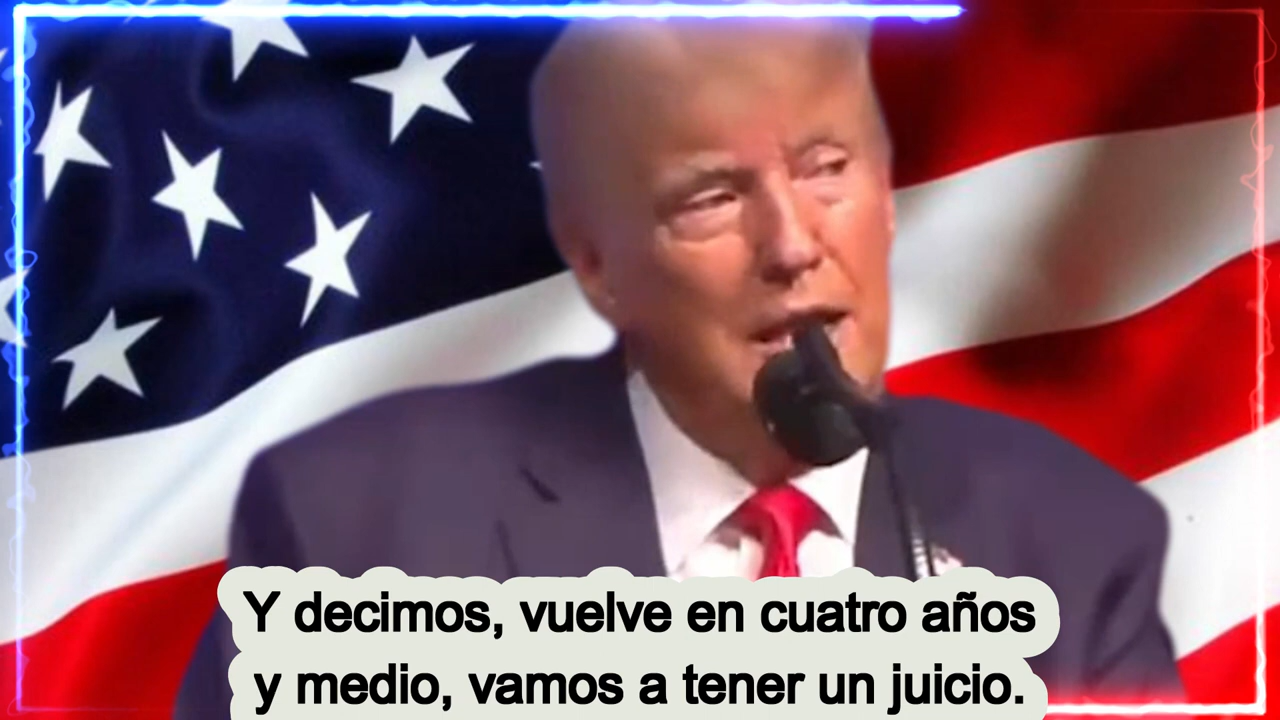 Y decimos, vuelve en cuatro años
y medio, vamos a tener un juicio.